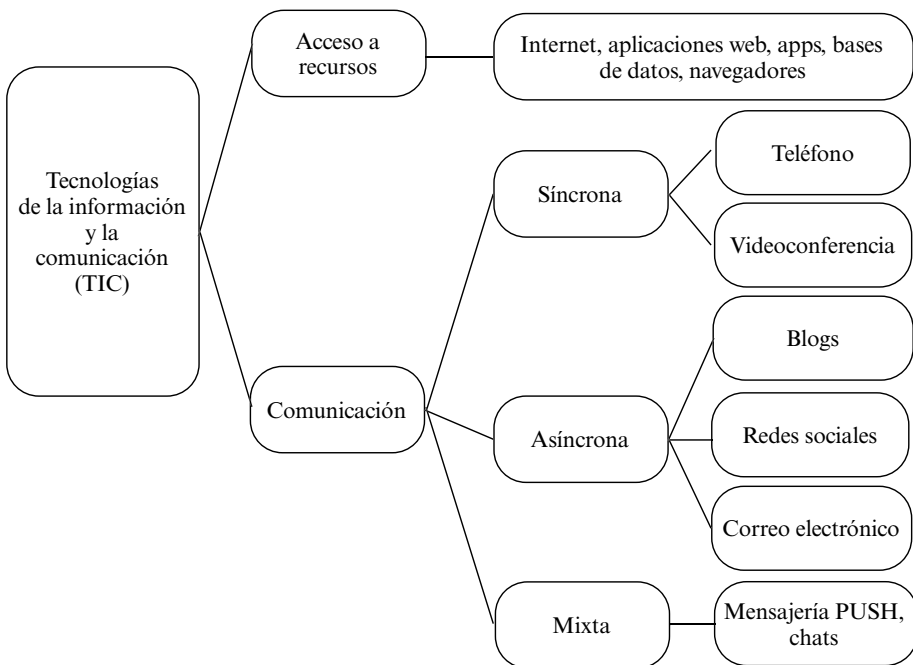 Tecnologías
de la información
y la
comunicación
(TIC)
Acceso a
recursos
Internet, aplicaciones web, apps, bases
de datos, navegadores
Comunicación
Síncrona
Teléfono
Videoconferencia
Asíncrona
Blogs
Redes sociales
Correo electrónico
Mixta
Mensajería PUSH,
chats